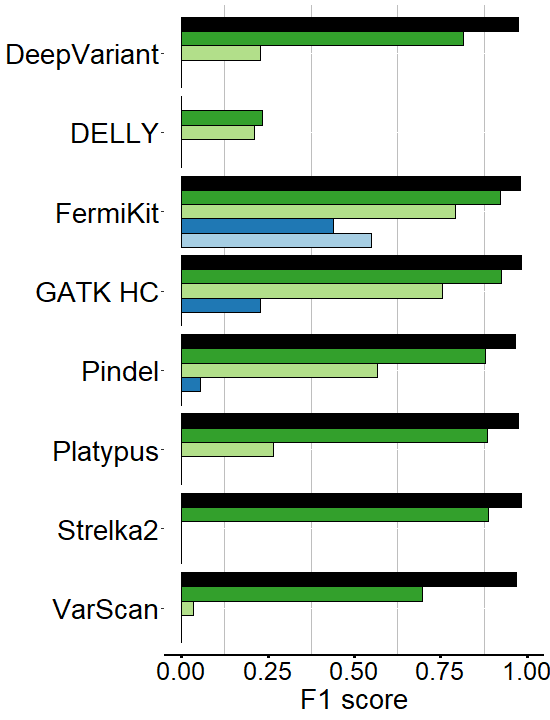 DeepVariant
DELLY
FermiKit
GATK HC
Pindel
Platypus
Strelka2
VarScan
0.00 0.25 0.50 0.75 1.00
F1 score